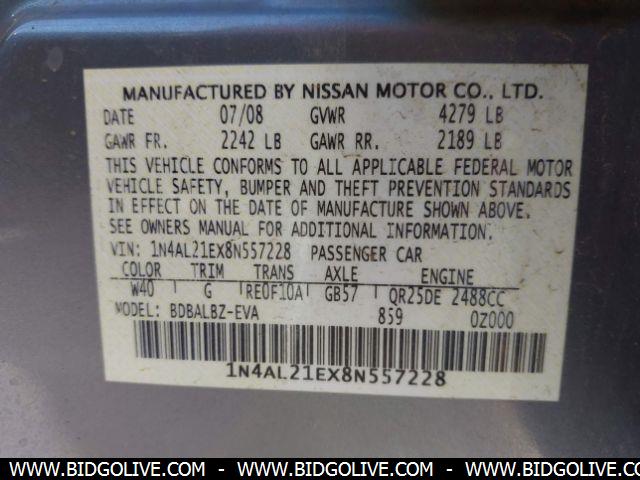 MANUFACTURED BY NISSAN MOTOR CO., LTD.
DATE 07/08 GVWR 4279 LB
GAWR FR. 2242 LB GAWR RR. 2189 LB
THIS VEHICLE CONFORMS TO ALL APPLICABLE FEDERAL MOTOR
VEHICLE SAFETY, BUMPER AND THEFT PREVENTION STANDARDS
IN EFFECT ON THE DATE OF MANUFACTURE SHOWN ABOVE.
SEE OWNERS MANUAL FOR ADDITIONAL INFORMATION.
VIN: 1N4AL21EX8N557228 PASSENGER CAR
COLOR TRIM TRANS AXLE ENGINE
W40 G RE0F10A GB57 QR25DE 2488CC
MODEL: BDBALBZ-EVA 859 0Z000
1N4AL21EX8N557228
WWW.BIDGOLIVE.COM - WWW.BIDGOLIVE.COM - WWW.BIDGOLIVE.COM